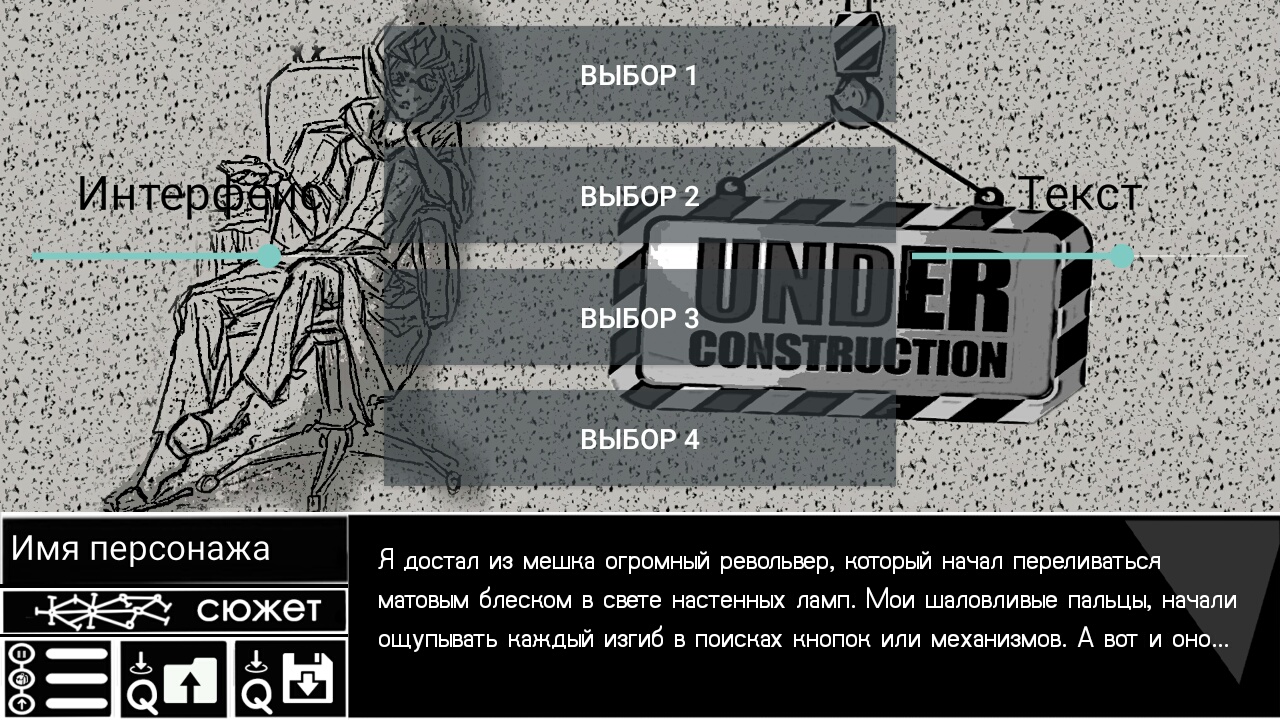 ВЫБОР 1
ВЫБОР 2
Интерфейс
Текст
UNDER
ВЫБОР 3
CONSTRUCTION
ВЫБОР 4
Имя персонажа
сюжет
Q
Q
Я достал из мешка огромный револьвер, который начал переливаться
матовым блеском в свете настенных ламп. Мои шаловливые пальцы, начали
ощупывать каждый изгиб в поисках кнопок или механизмов. А вот и оно...